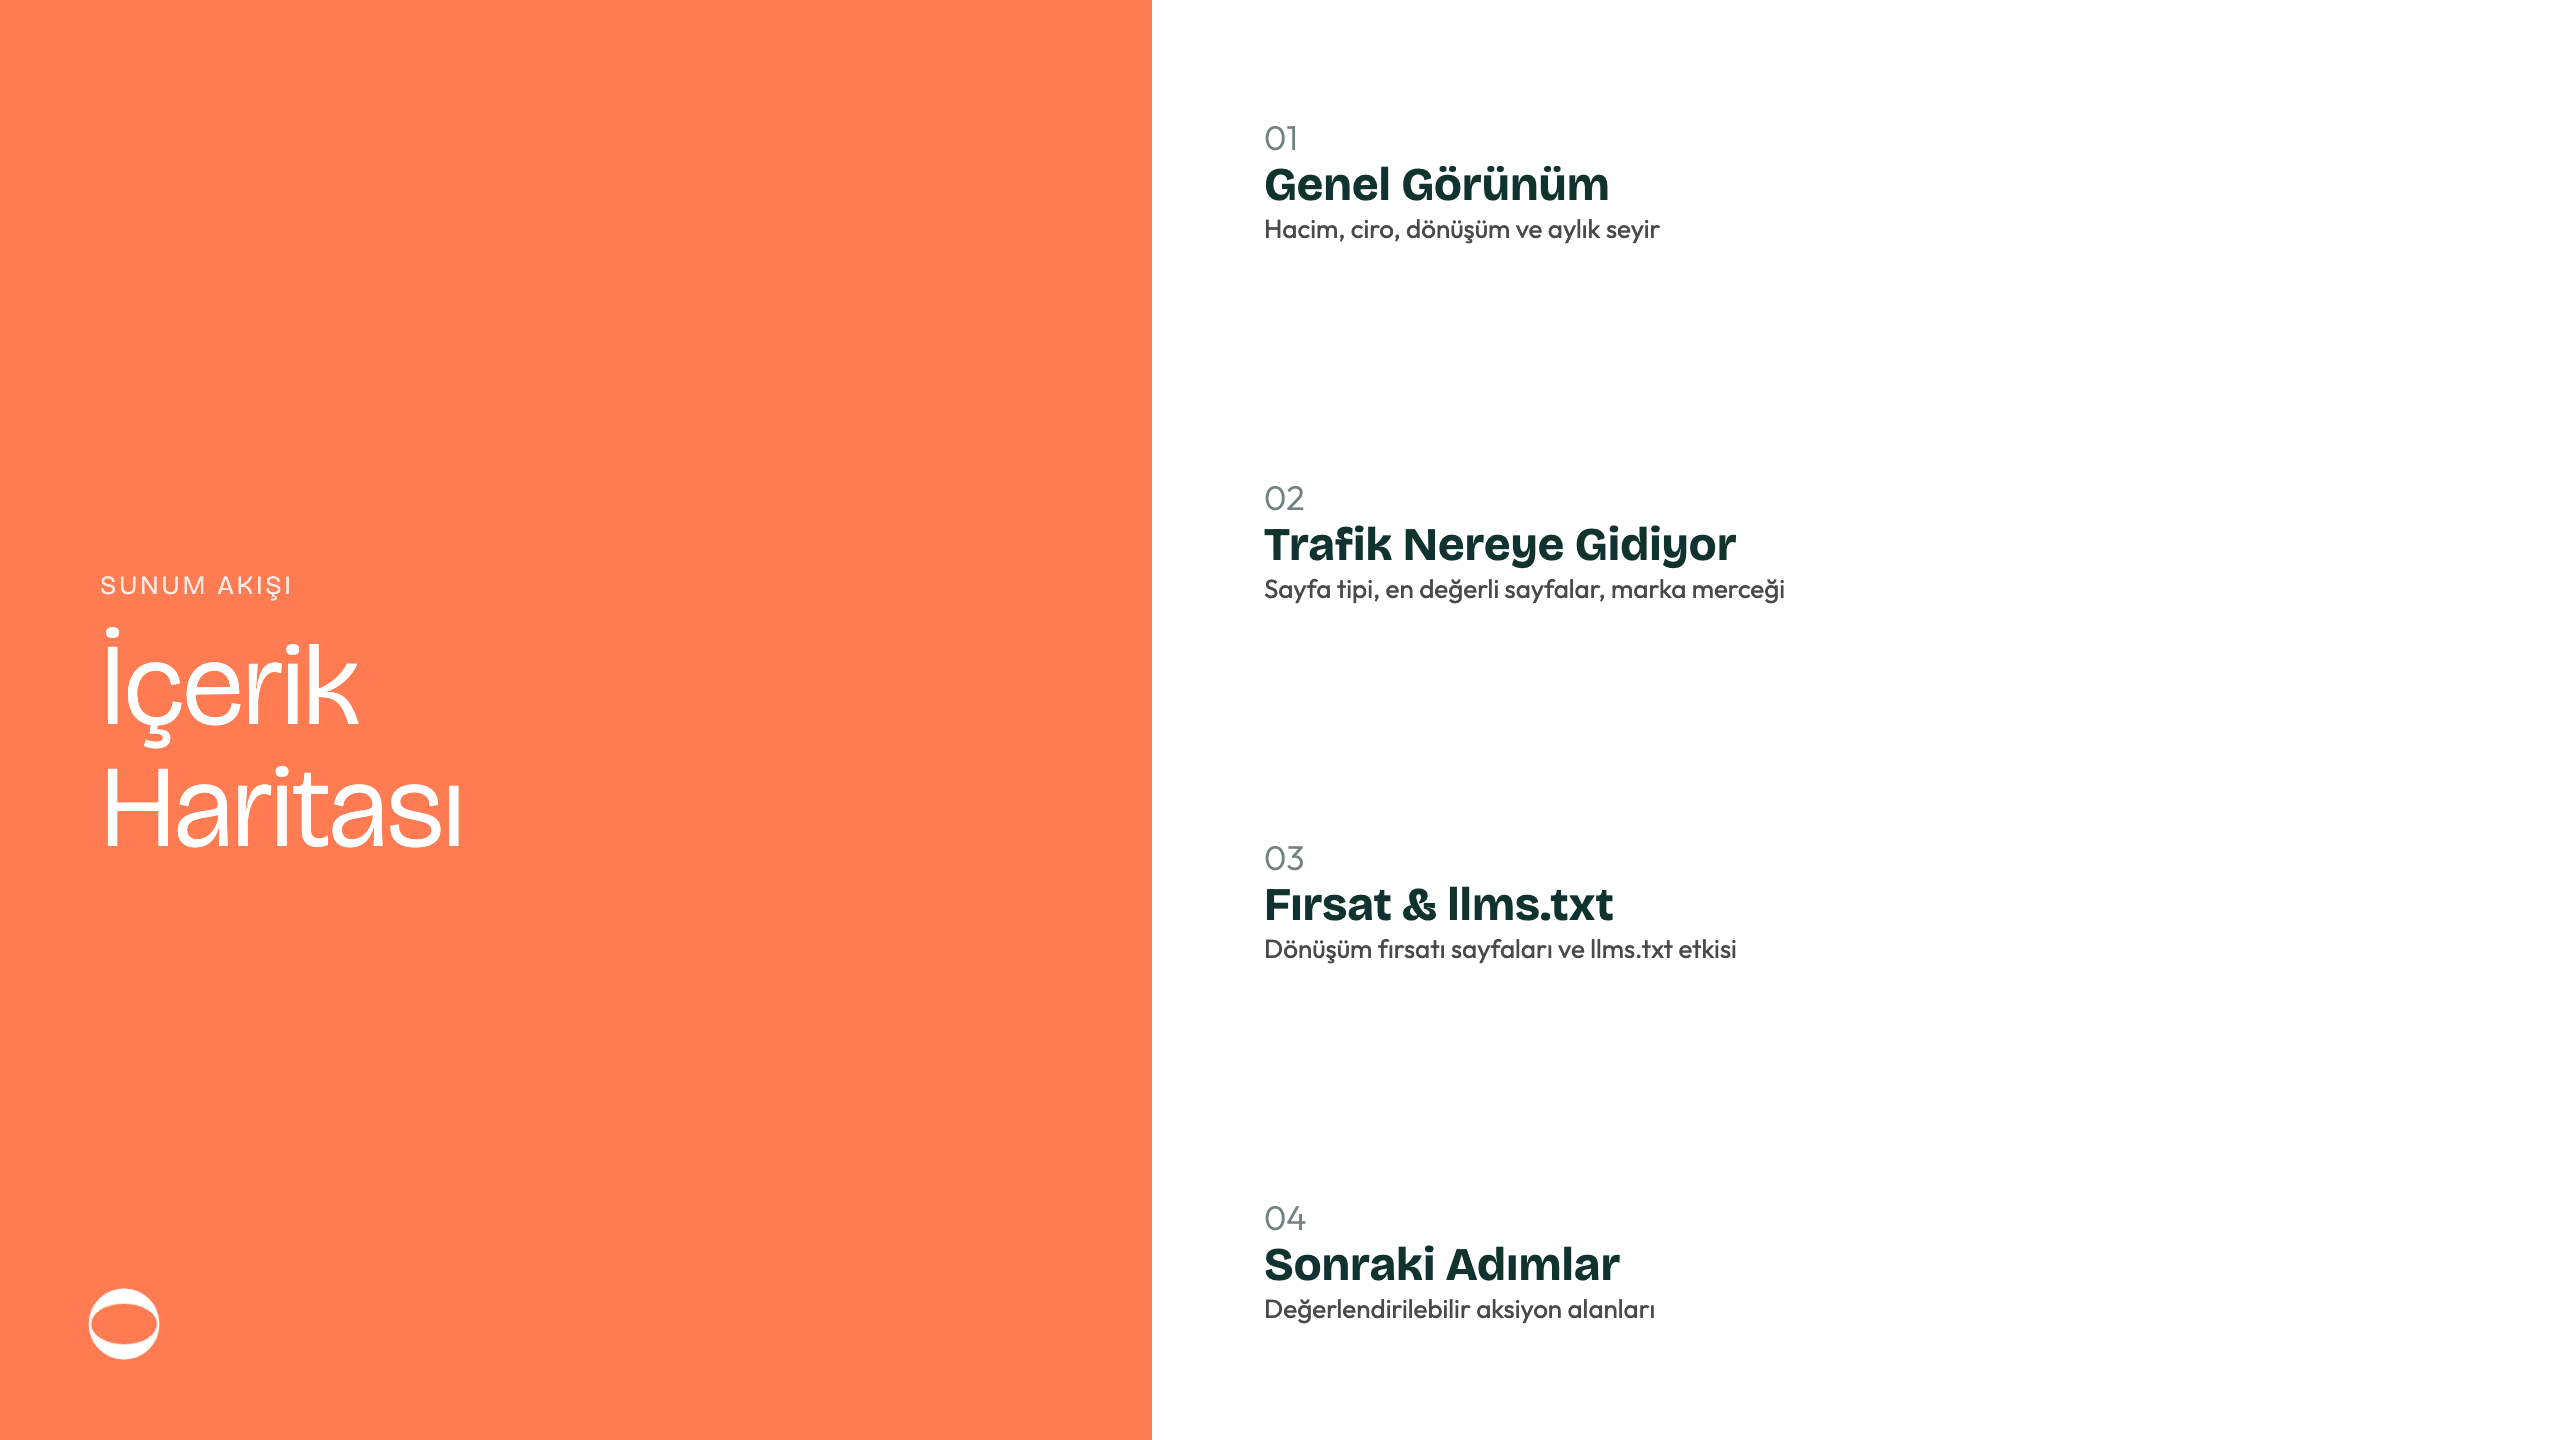 SUNUM AKIŞI
İçerik
Haritası
01
Genel Görünüm
Hacim, ciro, dönüşüm ve aylık seyir
02
Trafik Nereye Gidiyor
Sayfa tipi, en değerli sayfalar, marka merceği
03
Fırsat & llms.txt
Dönüşüm fırsatı sayfaları ve llms.txt etkisi
04
Sonraki Adımlar
Değerlendirilebilir aksiyon alanları